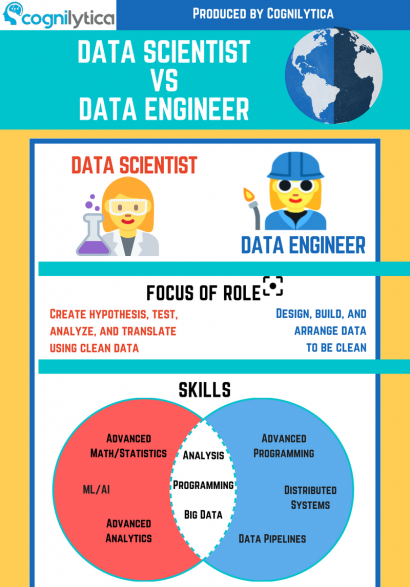 cognilytica
Produced by Cognilytica
DATA SCIENTIST
VS
DATA ENGINEER
DATA SCIENTIST
DATA ENGINEER
FOCUS OF ROLE
Create hypothesis, test,
analyze, and translate
using clean data
Design, build, and
arrange data
to be clean
SKILLS
Advanced
Math/Statistics
ML/AI
Advanced
Analytics
Analysis
Programming
Big Data
Advanced
Programming
Distributed
Systems
Data Pipelines